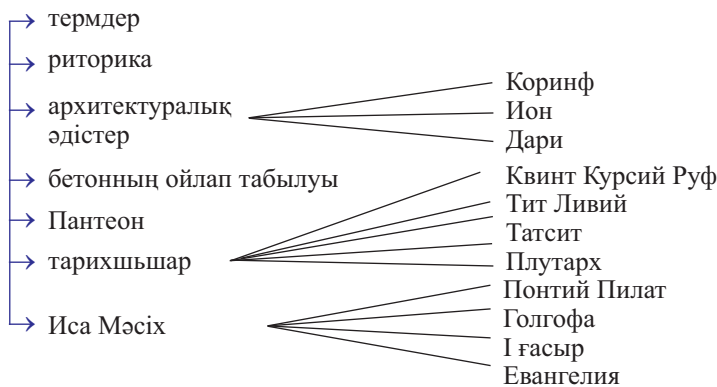 термдер
риторика
архитектуралық
әдістер
Коринф
Ион
Дари
бетонның ойлап табылуы
Пантеон
тарихшьшар
Квинт Курсий Руф
Тит Ливий
Татсит
Плутарх
Иса Мәсіх
Понтий Пилат
Голгофа
І ғасыр
Евангелия